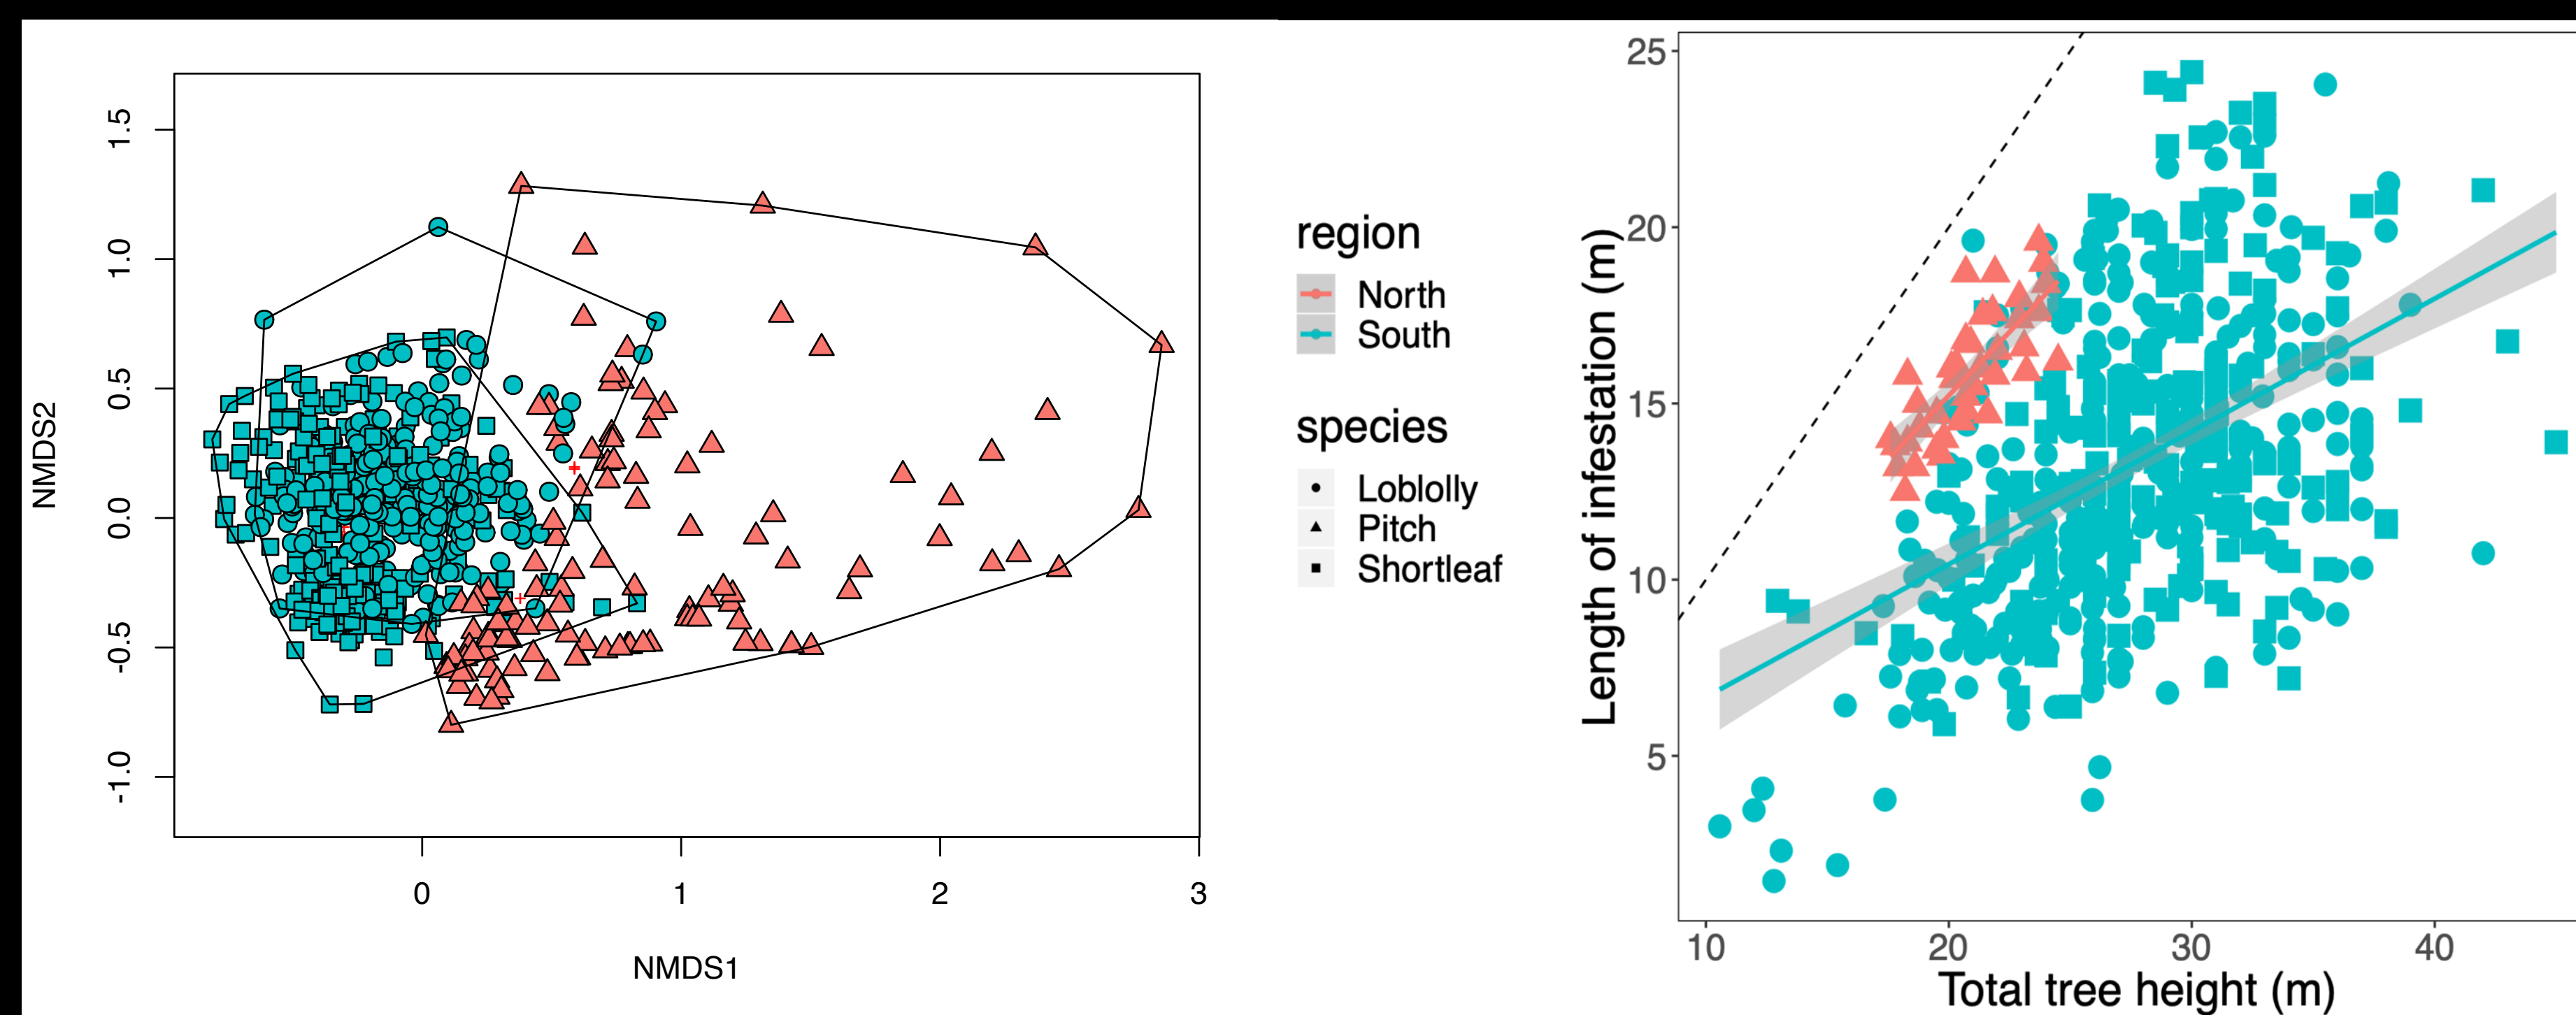 1.5
1.0
0.5
0.0
-0.5
-1.0
NMDS2
0 1 2 3
NMDS1
region
North
South
species
Loblolly
Pitch
Shortleaf
25
20
15
10
5
Length of infestation (m)
10 20 30 40
Total tree height (m)